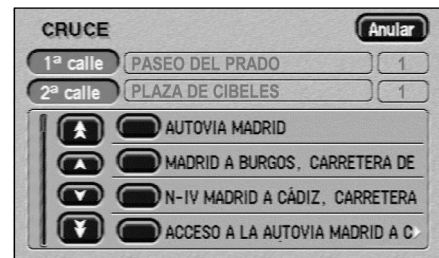 CRUCE Anular
1ª calle PASEO DEL PRADO 1
2ª calle PLAZA DE CIBELES 1
AUTOVIA MADRID
MADRID A BURGOS, CARRETERA DE
N-IV MADRID A CÁDIZ, CARRETERA
ACCESO A LA AUTOVIA MADRID A C